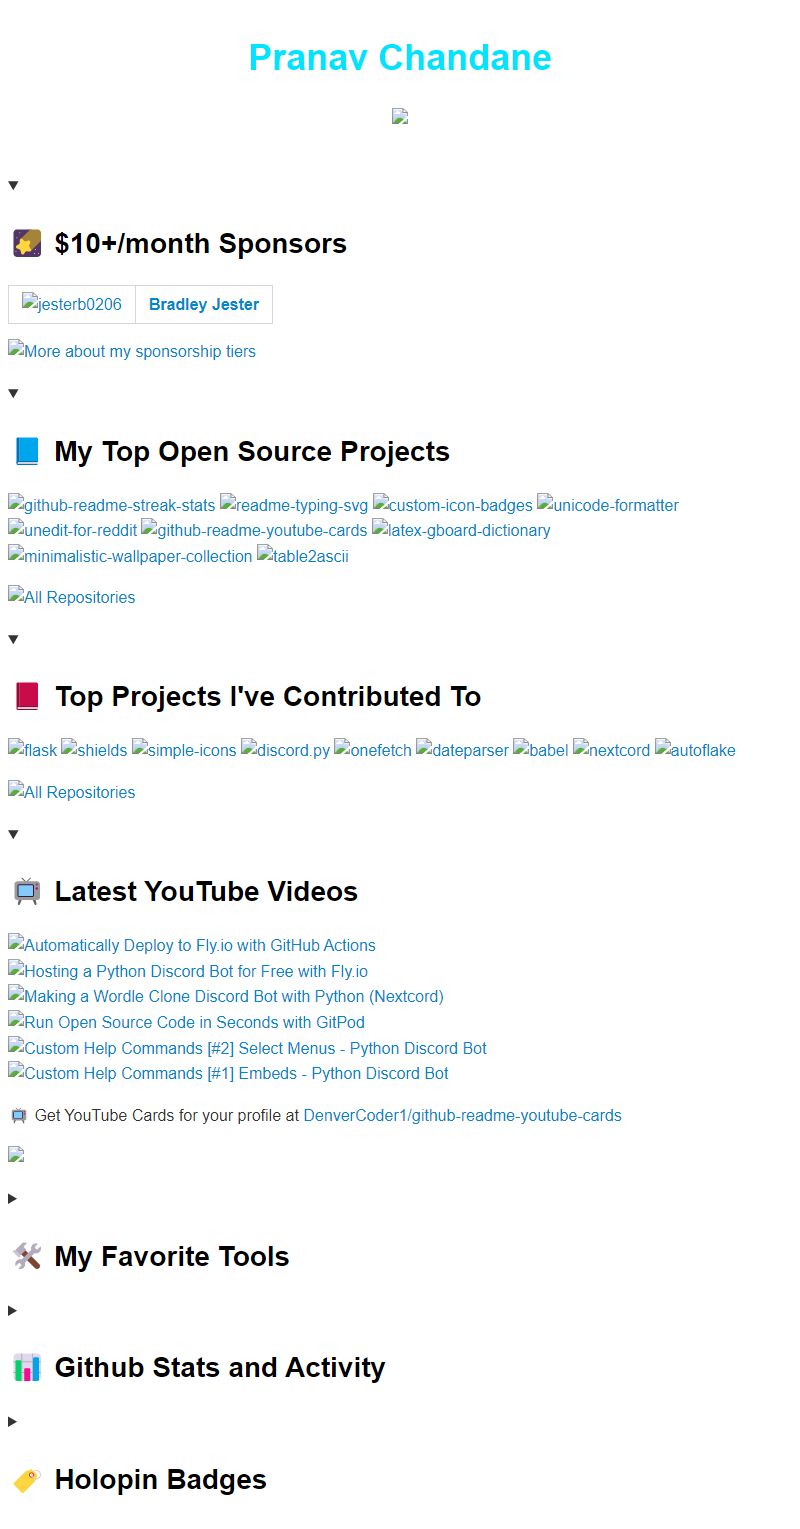 Pranav Chandane
$10+/month Sponsors
jesterb0206 Bradley Jester
More about my sponsorship tiers
My Top Open Source Projects
github-readme-streak-stats readme-typing-svg custom-icon-badges unicode-formatter
unedit-for-reddit github-readme-youtube-cards latex-gboard-dictionary
minimalistic-wallpaper-collection table2ascii
All Repositories
Top Projects I've Contributed To
flask shields simple-icons discord.py onefetch dateparser babel nextcord autoflake
All Repositories
Latest YouTube Videos
Automatically Deploy to Fly.io with GitHub Actions
Hosting a Python Discord Bot for Free with Fly.io
Making a Wordle Clone Discord Bot with Python (Nextcord)
Run Open Source Code in Seconds with GitPod
Custom Help Commands [#2] Select Menus - Python Discord Bot
Custom Help Commands [#1] Embeds - Python Discord Bot
Get YouTube Cards for your profile at DenverCoder1/github-readme-youtube-cards
My Favorite Tools
Github Stats and Activity
Holopin Badges